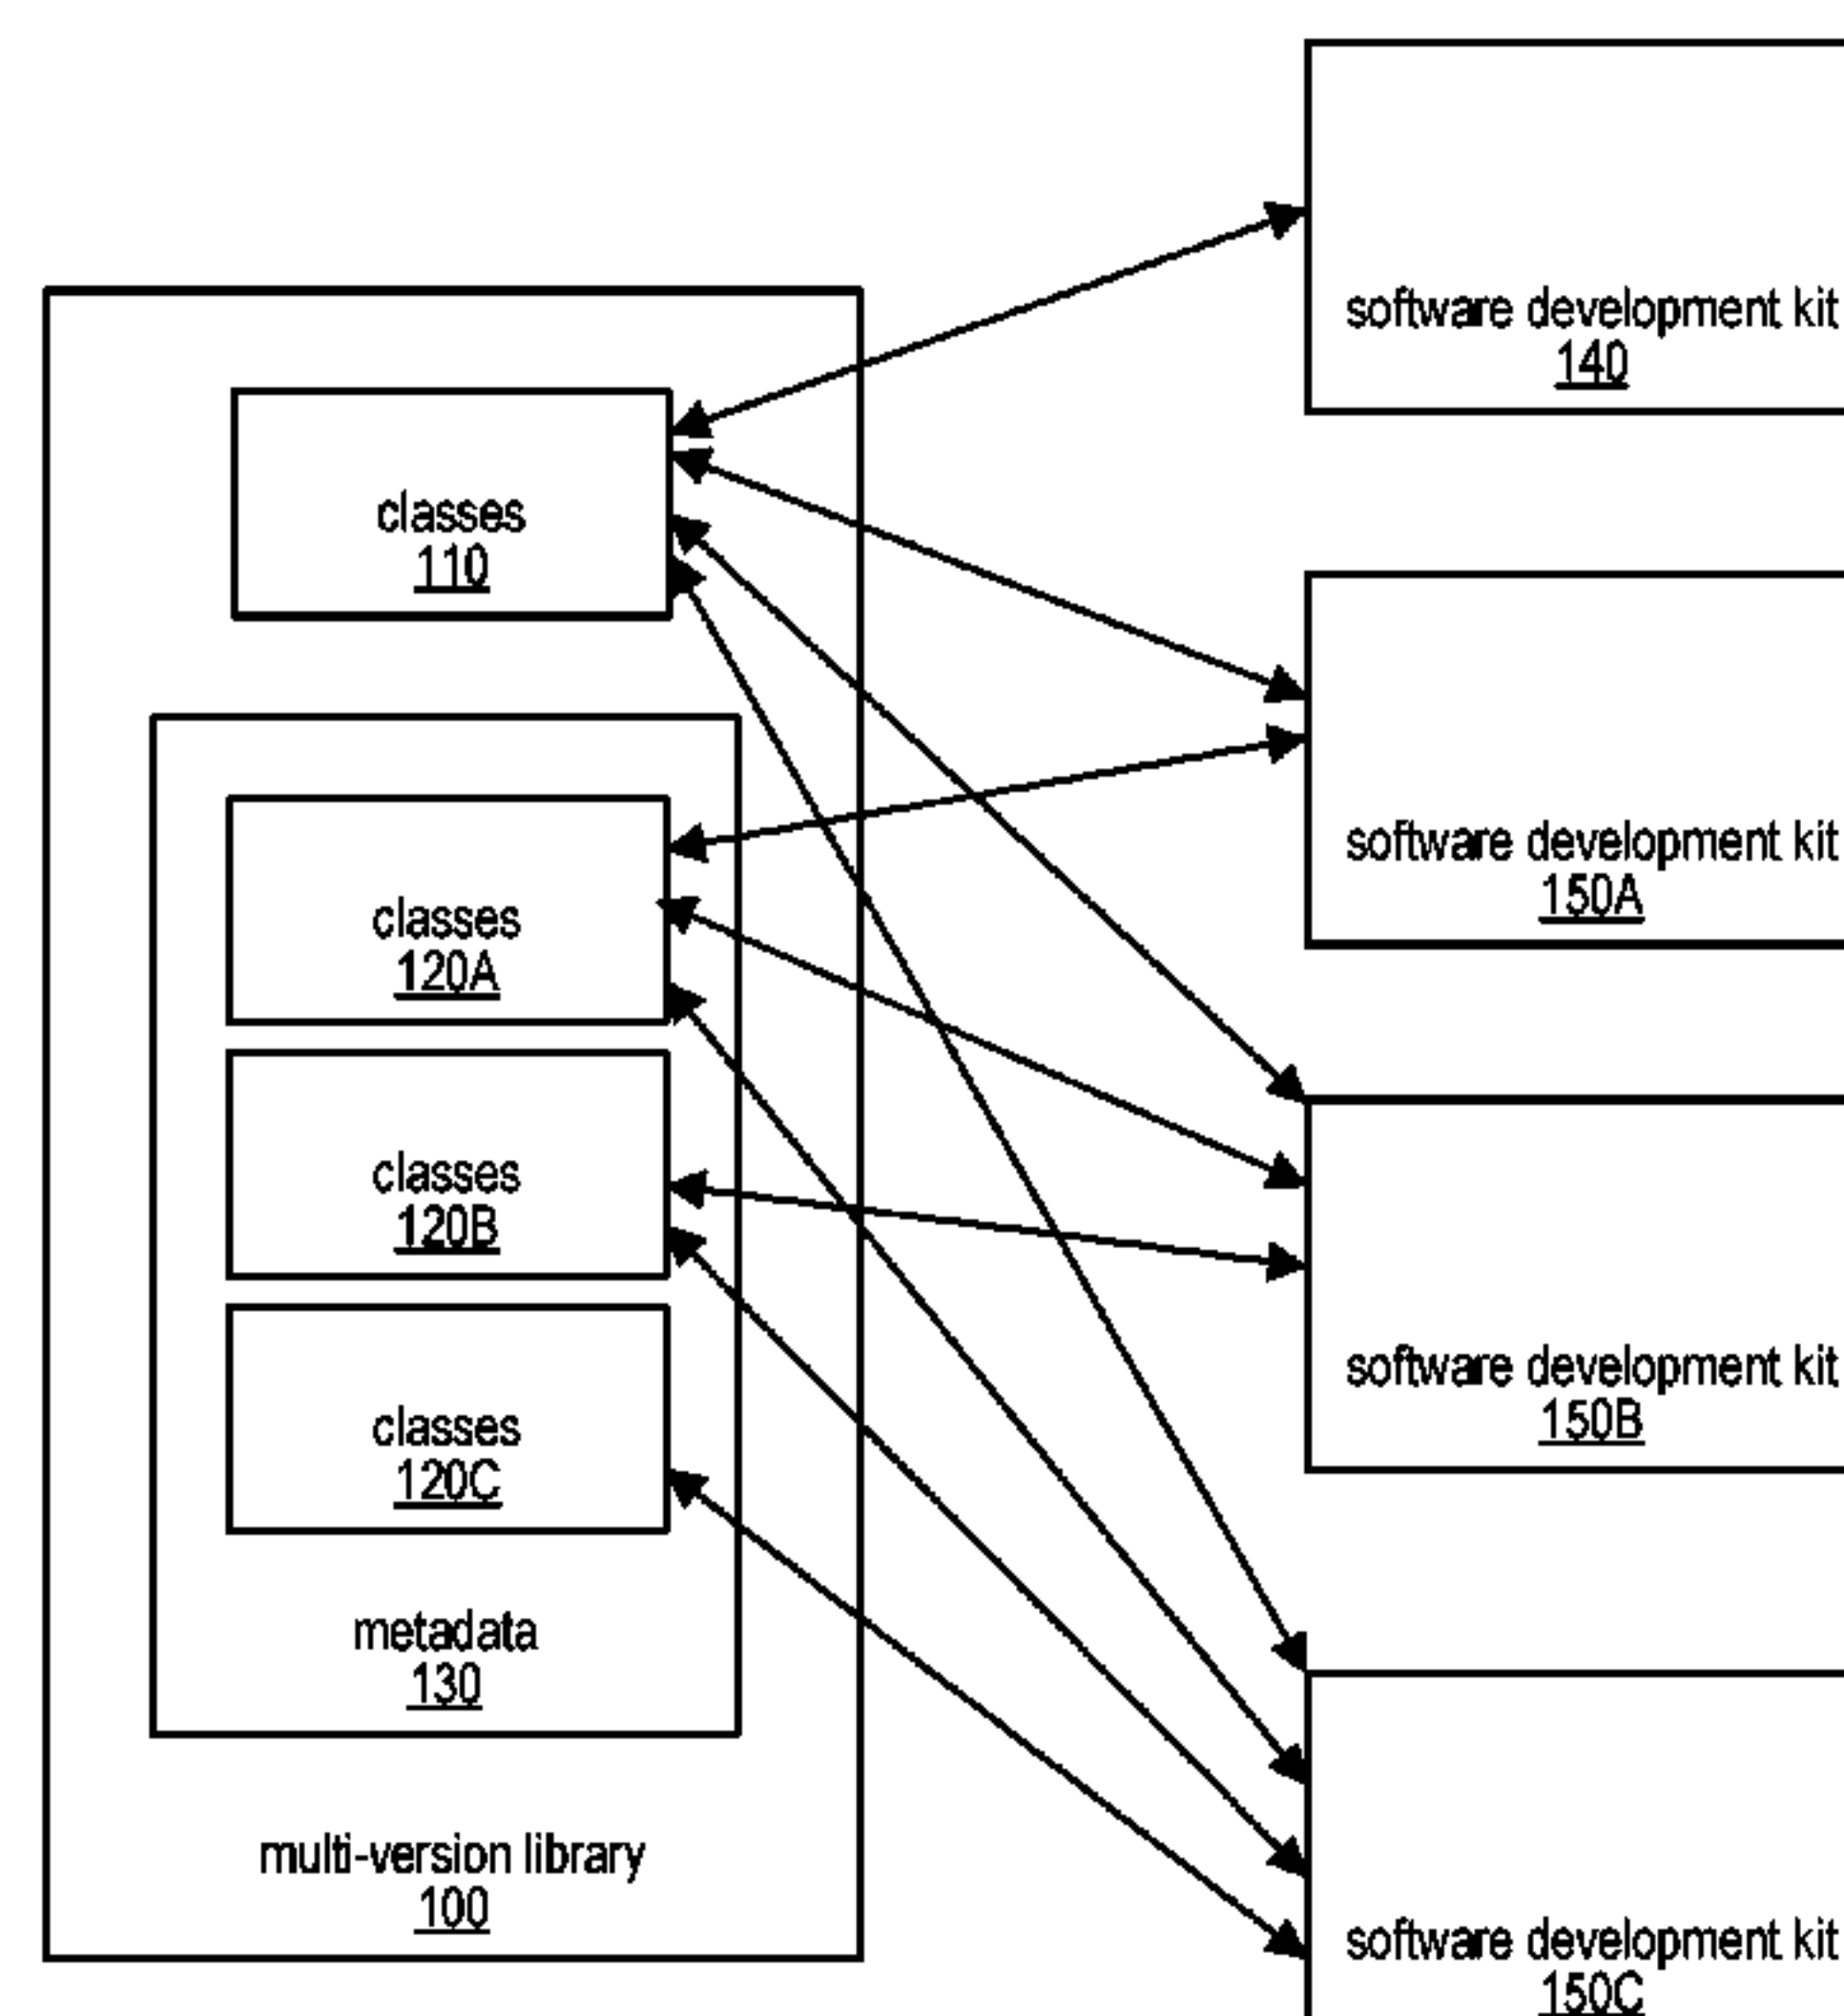 classes
110
classes
120A
classes
120B
classes
120C
metadata
130
multi-version library
100
software development kit
140
software development kit
150A
software development kit
150B
software development kit
150C